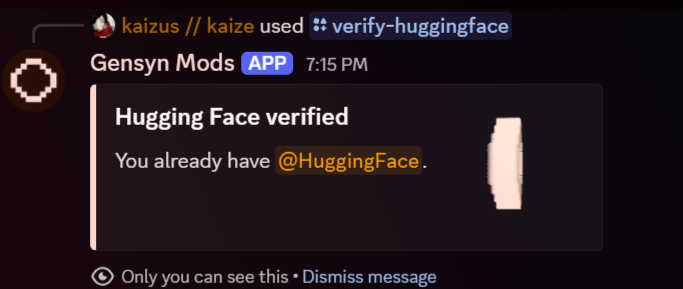 kaizus // kaize used verify-huggingface
Gensyn Mods APP 7:15 PM
Hugging Face verified
You already have @HuggingFace.
Only you can see this • Dismiss message